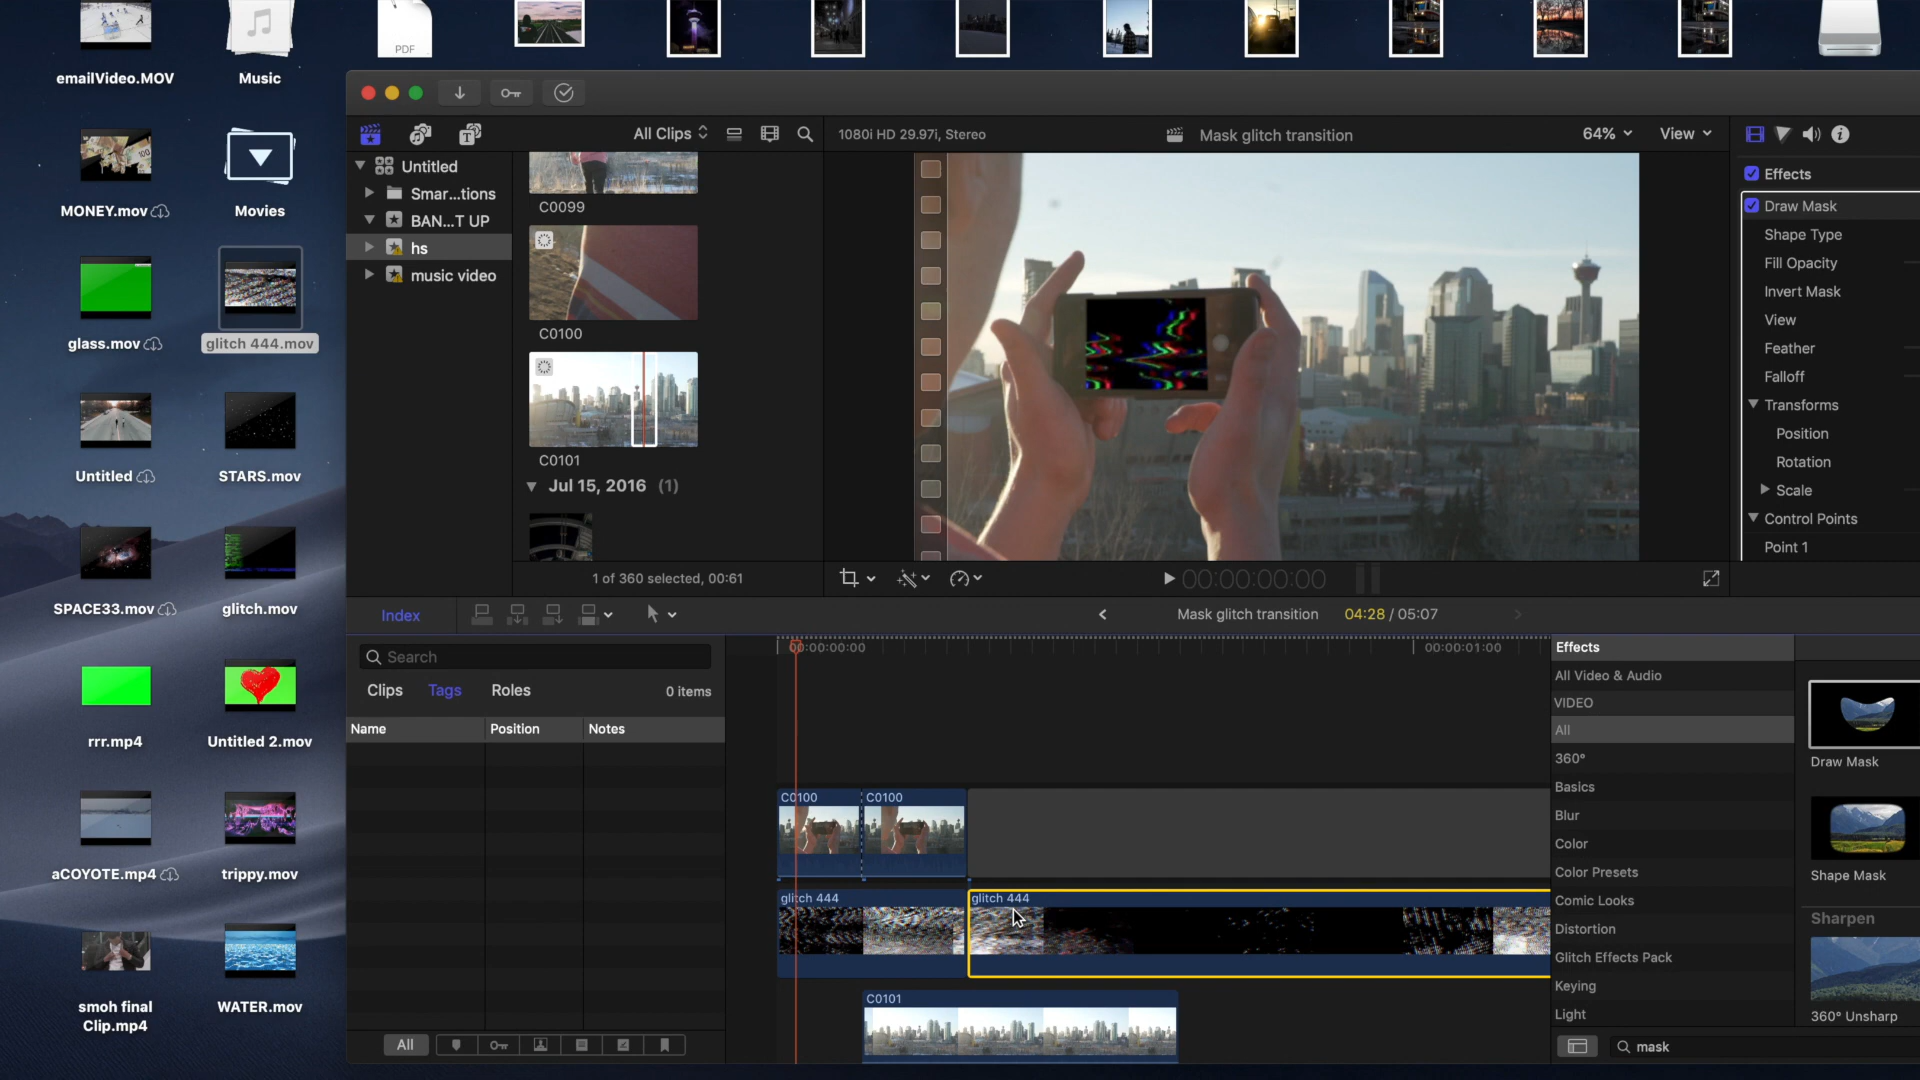 PDF
emailVideo.MOV
Music
MONEY.mov
Movies
glass.mov
glitch 444.mov
Untitled
STARS.mov
SPACE33.mov
glitch.mov
rrr.mp4
Untitled 2.mov
aCOYOTE.mp4
trippy.mov
smoh final
Clip.mp4
WATER.mov
All Clips
1080i HD 29.97i, Stereo
Mask glitch transition
64%
View
Untitled
Smar...tions
BAN...T UP
hs
music video
C0099
C0100
C0101
Jul 15, 2016 (1)
1 of 360 selected, 00:61
00:00:00:00
Effects
Draw Mask
Shape Type
Fill Opacity
Invert Mask
View
Feather
Falloff
Transforms
Position
Rotation
Scale
Control Points
Point 1
Index
Mask glitch transition
04:28 / 05:07
Search
Clips
Tags
Roles
0 items
Name
Position
Notes
All
00:00:00:00
00:00:01:00
C0100
C0100
glitch 444
glitch 444
C0101
Effects
All Video & Audio
VIDEO
All
360°
Basics
Blur
Color
Color Presets
Comic Looks
Distortion
Glitch Effects Pack
Keying
Light
Draw Mask
Shape Mask
Sharpen
360° Unsharp
mask